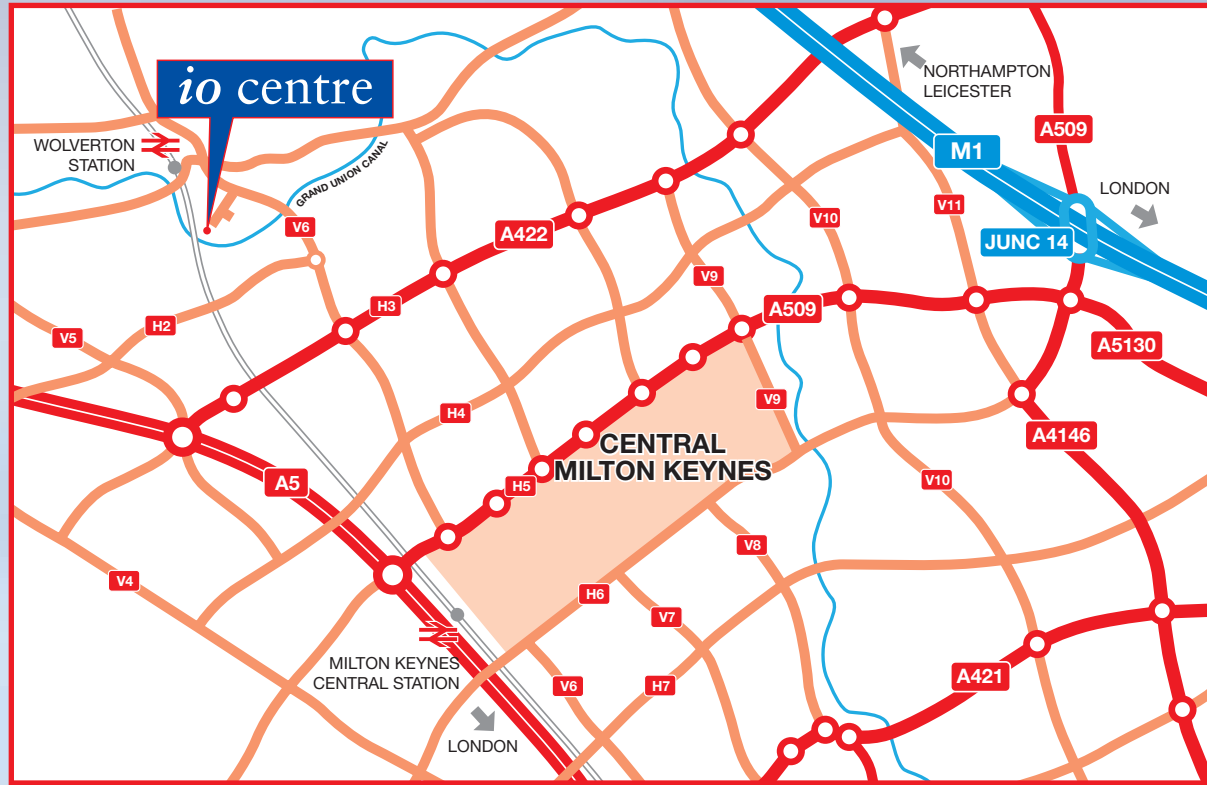 io centre
NORTHAMPTON
LEICESTER
A509
WOLVERTON
STATION
M1
GRAND UNION CANAL
LONDON
V11
V10
V6
A422
JUNC 14
V9
H3
A509
H2
V5
A5130
V9
H4
A4146
CENTRAL
MILTON KEYNES
A5
H5
V10
V8
V4
H6
V7
MILTON KEYNES
CENTRAL STATION
V6
H7
A421
LONDON